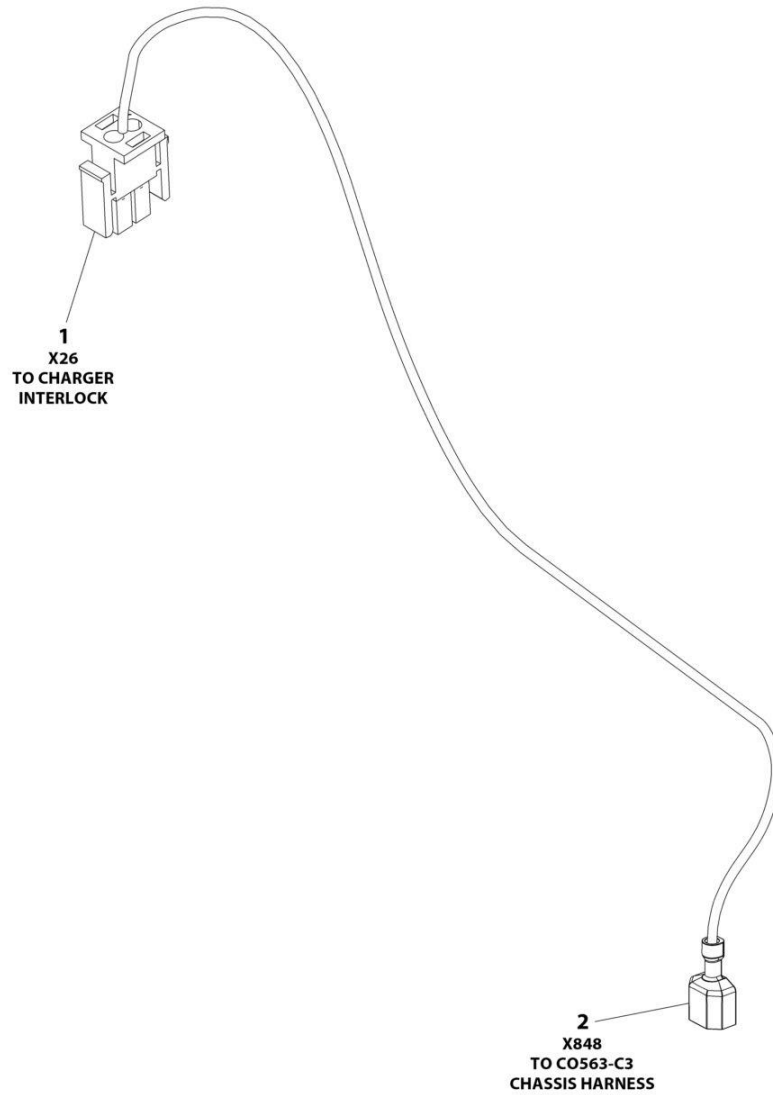 1
X26
TO CHARGER
INTERLOCK
2
X848
TO CO563-C3
CHASSIS HARNESS